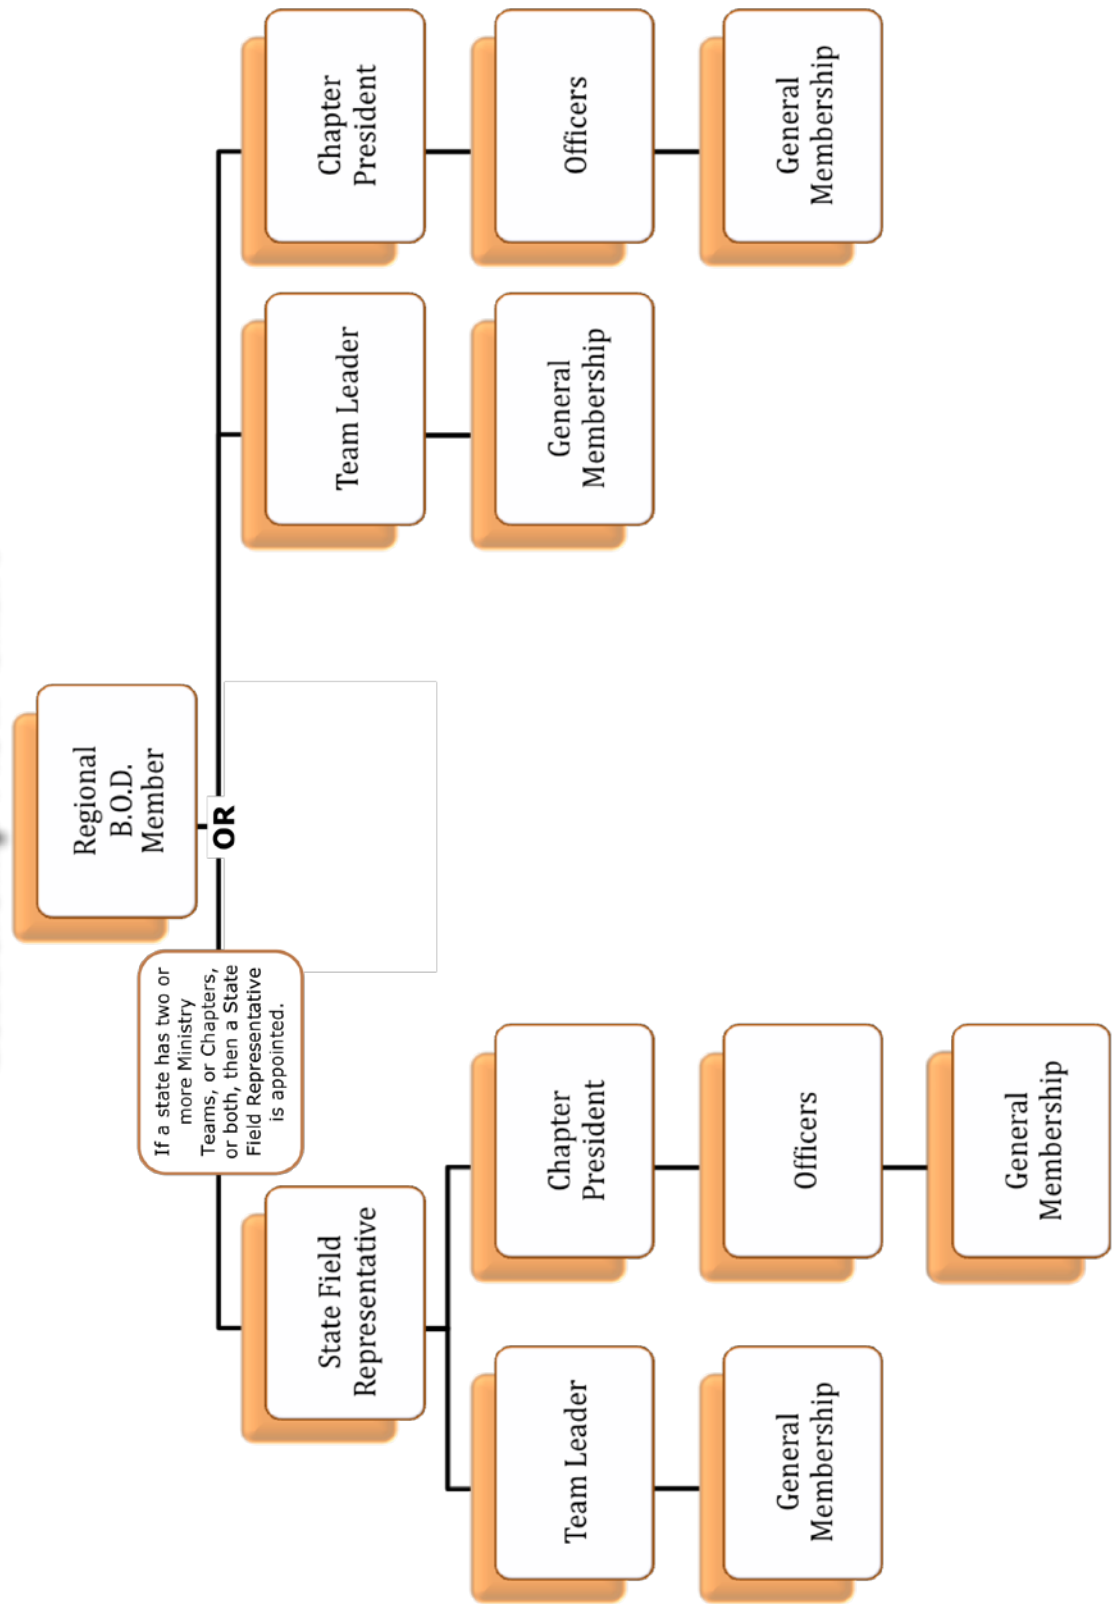 Regional
B.O.D.
Member
OR
If a state has two or
more Ministry
Teams, or Chapters,
or both, then a State
Field Representative
is appointed.
State Field
Representative
Team Leader
Chapter
President
Team Leader
General
Membership
Chapter
President
Officers
General
Membership
Officers
General
Membership
General
Membership